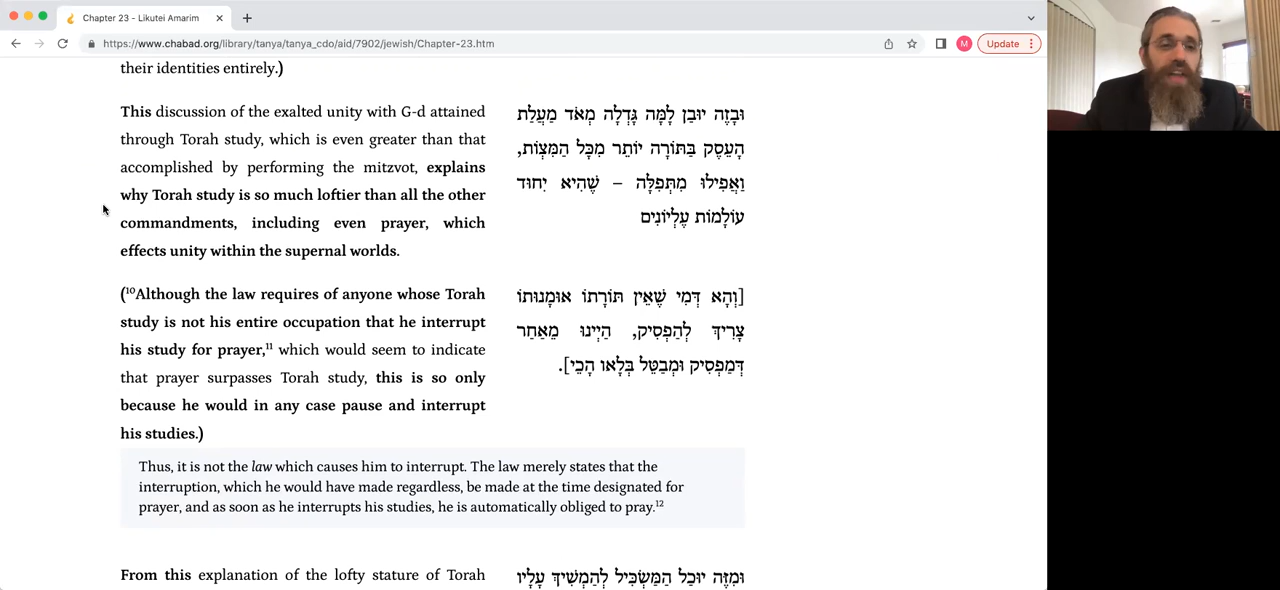 Chapter 23 - Likutei Amarim
https://www.chabad.org/library/tanya/tanya_cdo/aid/7902/jewish/Chapter-23.htm
M
Update
their identities entirely.)
This discussion of the exalted unity with G-d attained
through Torah study, which is even greater than that
accomplished by performing the mitzvot, explains
why Torah study is so much loftier than all the other
commandments, including even prayer, which
effects unity within the supernal worlds.
וּבָזֶה יוּבַן לָמָּה גָּדְלָה מְאֹד מַעֲלַת
הָעֵסֶק בַּתּוֹרָה יוֹתֵר מִכָּל הַמִּצְוֹת,
וַאֲפִילוּ מִתְּפִלָּה – שֶׁהִיא יִחוּד
עוֹלָמוֹת עֶלְיוֹנִים
(10Although the law requires of anyone whose Torah
study is not his entire occupation that he interrupt
his study for prayer,11 which would seem to indicate
that prayer surpasses Torah study, this is so only
because he would in any case pause and interrupt
his studies.)
[וְהָא דְּמִי שֶׁאֵין תּוֹרָתוֹ אוּמָנוּתוֹ
צָרִיךְ לְהַפְסִיק, הַיְינוּ מֵאַחַר
דְּמַפְסִיק וּמְבַטֵּל בְּלָאו הָכֵי].
Thus, it is not the law which causes him to interrupt. The law merely states that the
interruption, which he would have made regardless, be made at the time designated for
prayer, and as soon as he interrupts his studies, he is automatically obliged to pray.12
From this explanation of the lofty stature of Torah
וּמִזֶּה יוּכַל הַמַּשְׂכִּיל לְהַמְשִׁיךְ עָלָיו